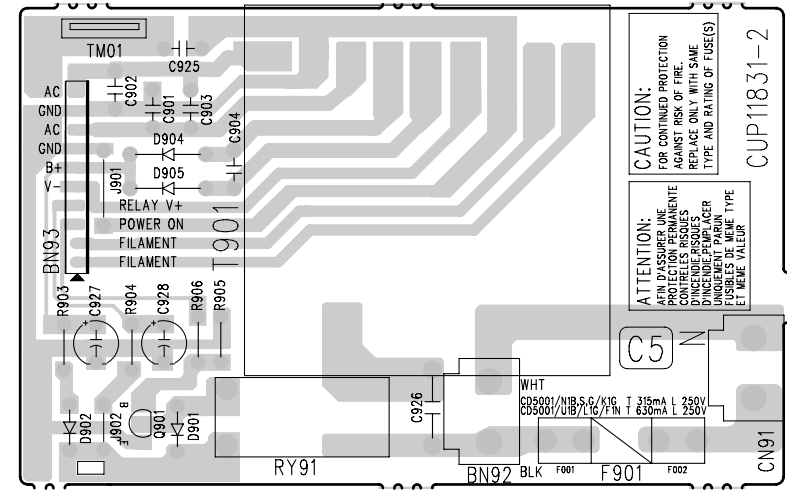 TM01
C925
AC
GND
AC
GND
B+
V-
BN93
C902
C901
C903
C904
D904
D905
J901
RELAY V+
POWER ON
FILAMENT
FILAMENT
T901
CAUTION:
FOR CONTINUED PROTECTION
AGAINST RISK OF FIRE.
REPLACE ONLY WITH SAME
TYPE AND RATING OF FUSE(S)
CUP11831-2
ATTENTION:
AFIN D'ASSURER UNE
PROTECTION PERMANENTE
CONTRELES RISQUES
D'INCENDIE,RISQUES
D'INCENDIE,PEMPLACER
UNIQUEMENT PARUN
FUSIBLES DE MEME TYPE
ET MEME VALEUR
R903
+
C927
R904
+
C928
R906
R905
C5
N
D902
J902
B
E
Q901
D901
RY91
C926
BN92
WHT
CD5001/N1B,S,G/K1G T 315mA L 250V
CD5001/U1B/L1G/F1N T 630mA L 250V
BLK
F001
F901
F002
CN91